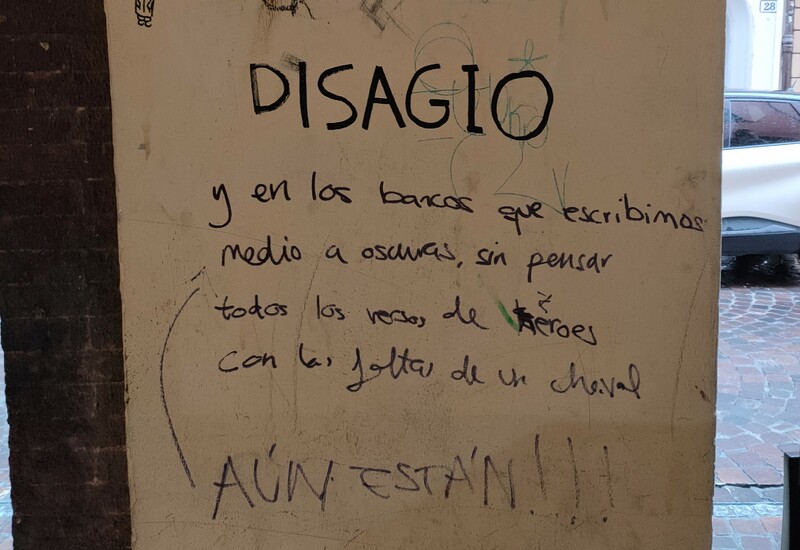 28
DISAGIO
y en los bancos que escribimos
medio a oscuras, sin pensar
todos los versos de héroes
con las faltas de un chaval
AÚN ESTÁN!!!